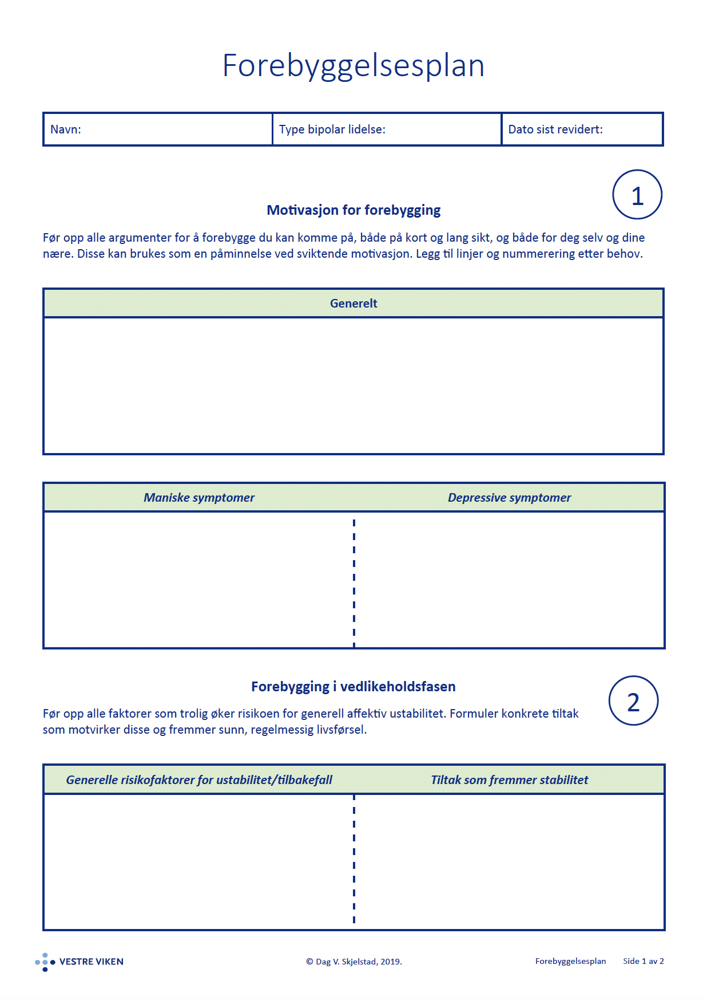 Forebyggelsesplan
Navn: Type bipolar lidelse: Dato sist revidert:
1
Motivasjon for forebygging
Før opp alle argumenter for å forebygge du kan komme på, både på kort og lang sikt, og både for deg selv og dine
nære. Disse kan brukes som en påminnelse ved sviktende motivasjon. Legg til linjer og nummerering etter behov.
Generelt
Maniske symptomer Depressive symptomer
Forebygging i vedlikeholdsfasen
2
Før opp alle faktorer som trolig øker risikoen for generell affektiv ustabilitet. Formuler konkrete tiltak
som motvirker disse og fremmer sunn, regelmessig livsførsel.
Generelle risikofaktorer for ustabilitet/tilbakefall Tiltak som fremmer stabilitet
VESTRE VIKEN © Dag V. Skjelstad, 2019. Forebyggelsesplan Side 1 av 2